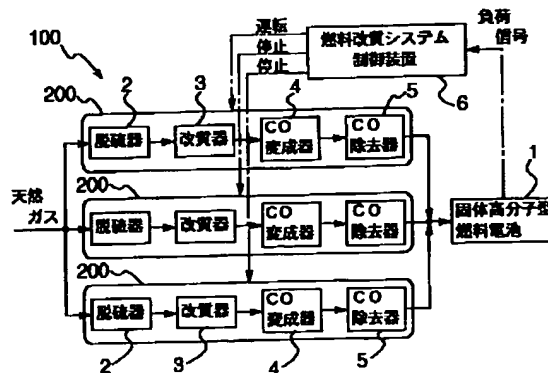 負荷
信号
運転
停止
停止
燃料改質システム
制御装置
100
200
2
3
4
5
6
脱硫器
改質器
CO
変成器
CO
除去器
1
天然
ガス
200
脱硫器
改質器
CO
変成器
CO
除去器
固体高分子型
燃料電池
200
脱硫器
改質器
CO
変成器
CO
除去器
2
3
4
5